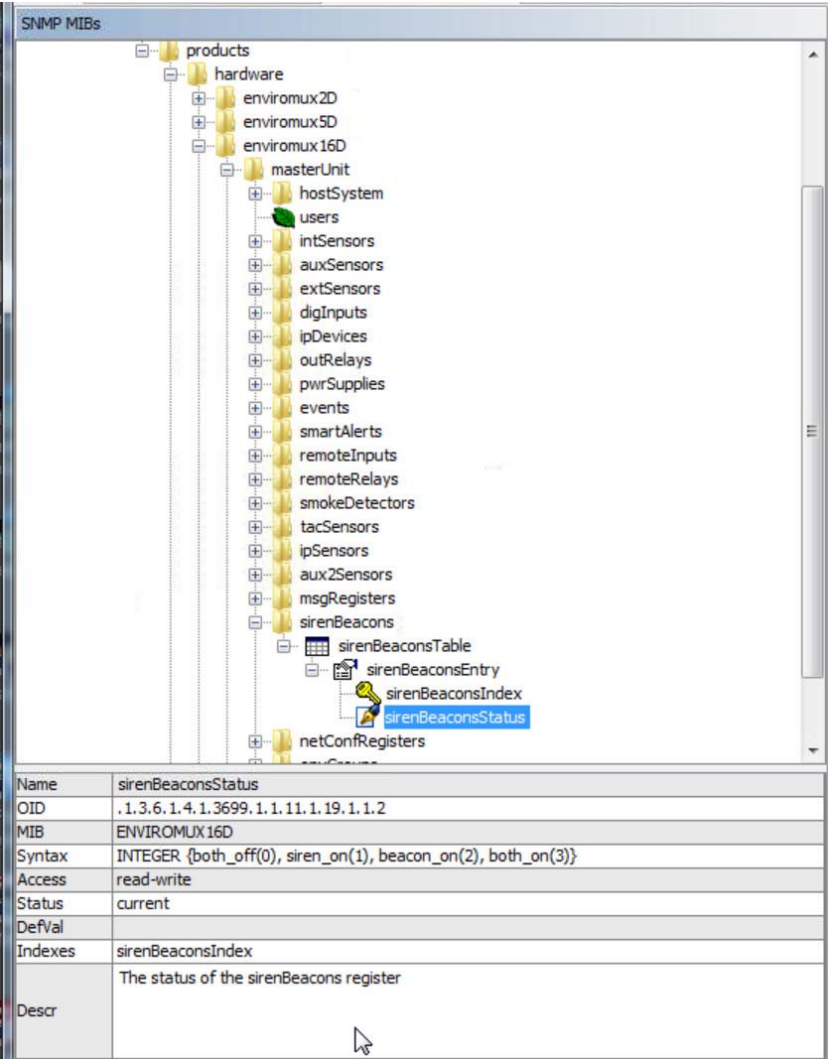 SNMP MIBs
products
hardware
enviromux2D
enviromux5D
enviromux16D
masterUnit
hostSystem
users
intSensors
auxSensors
extSensors
digInputs
ipDevices
outRelays
pwrSupplies
events
smartAlerts
remoteInputs
remoteRelays
smokeDetectors
tacSensors
ipSensors
aux2Sensors
msgRegisters
sirenBeacons
sirenBeaconsTable
sirenBeaconsEntry
sirenBeaconsIndex
sirenBeaconsStatus
netConfRegisters
Name sirenBeaconsStatus
OID .1.3.6.1.4.1.3699.1.1.11.1.19.1.1.2
MIB ENVIROMUX16D
Syntax INTEGER {both_off(0), siren_on(1), beacon_on(2), both_on(3)}
Access read-write
Status current
DefVal
Indexes sirenBeaconsIndex
Descr The status of the sirenBeacons register